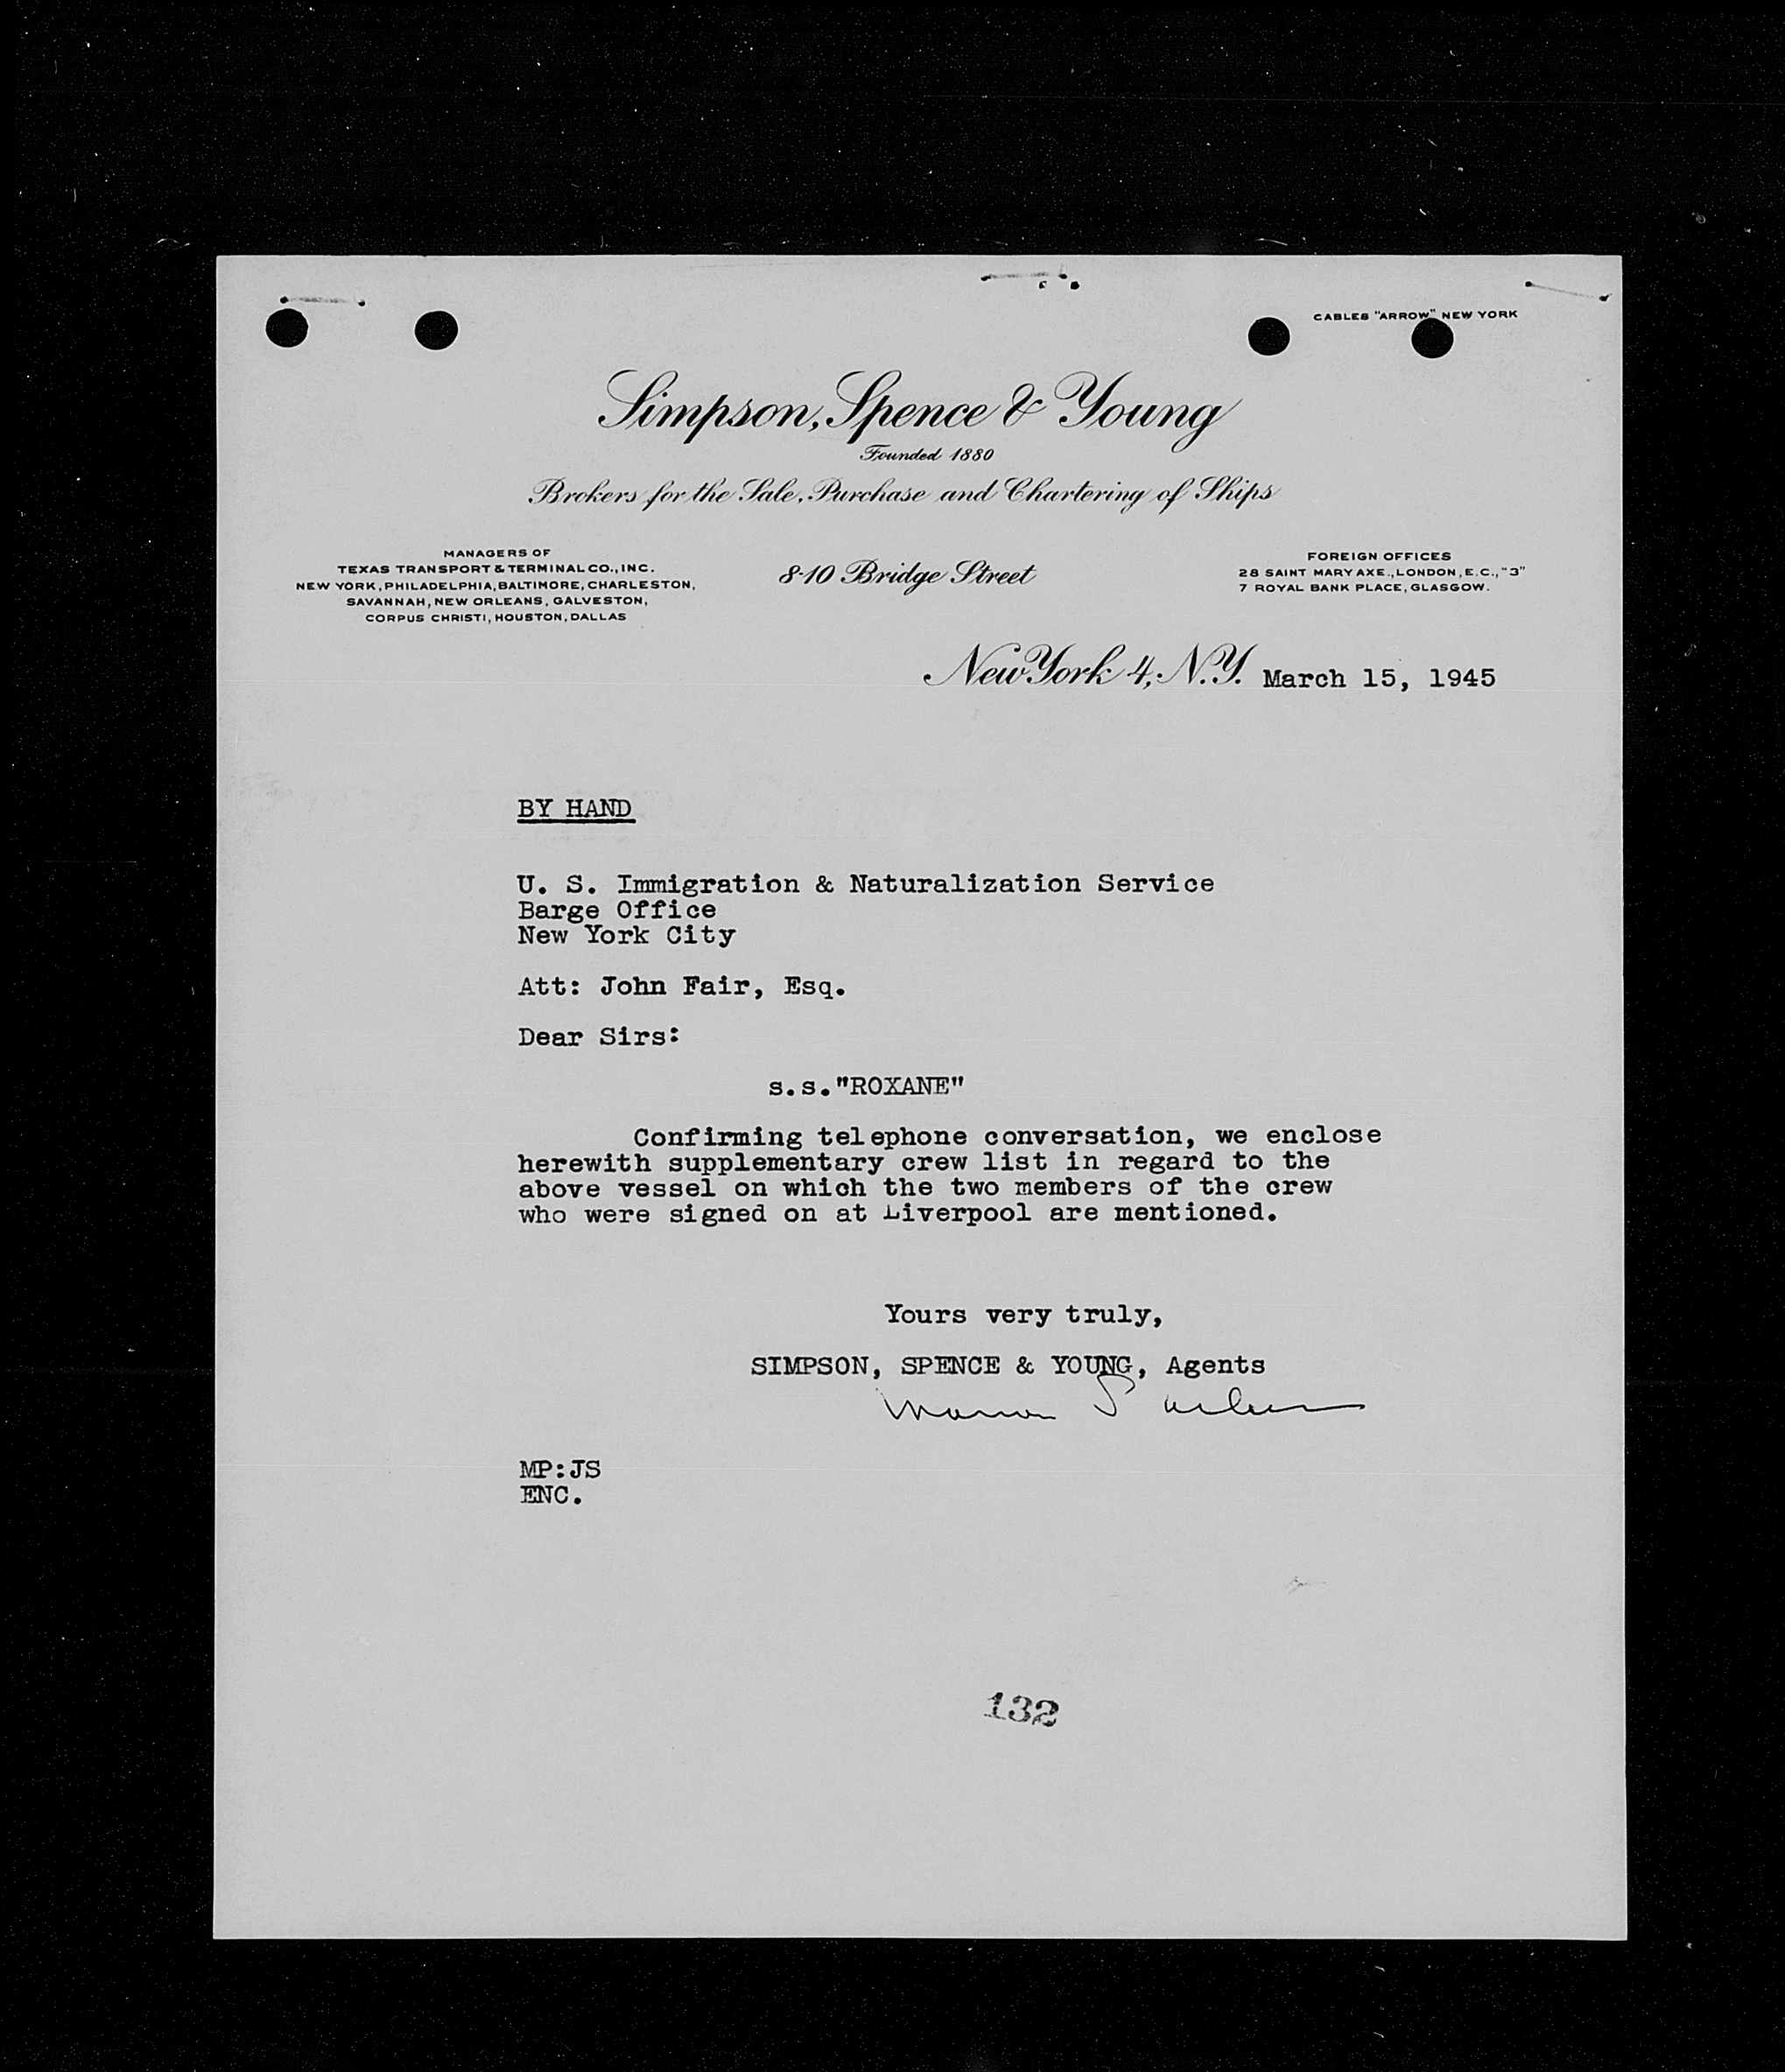 CABLES "ARROW" NEW YORK
Simpson, Spence & Young
Founded 1880
Brokers for the Sale, Purchase and Chartering of Ships
MANAGERS OF
TEXAS TRANSPORT & TERMINAL CO., INC.
NEW YORK, PHILADELPHIA, BALTIMORE, CHARLESTON,
SAVANNAH, NEW ORLEANS, GALVESTON,
CORPUS CHRISTI, HOUSTON, DALLAS
8-10 Bridge Street
FOREIGN OFFICES
28 SAINT MARY AXE., LONDON, E.C., "3"
7 ROYAL BANK PLACE, GLASGOW.
New York 4, N.Y. March 15, 1945
BY HAND
U. S. Immigration & Naturalization Service
Barge Office
New York City
Att: John Fair, Esq.
Dear Sirs:
s.s."ROXANE"
Confirming telephone conversation, we enclose
herewith supplementary crew list in regard to the
above vessel on which the two members of the crew
who were signed on at Liverpool are mentioned.
Yours very truly,
SIMPSON, SPENCE & YOUNG, Agents
MP:JS
ENC.
132